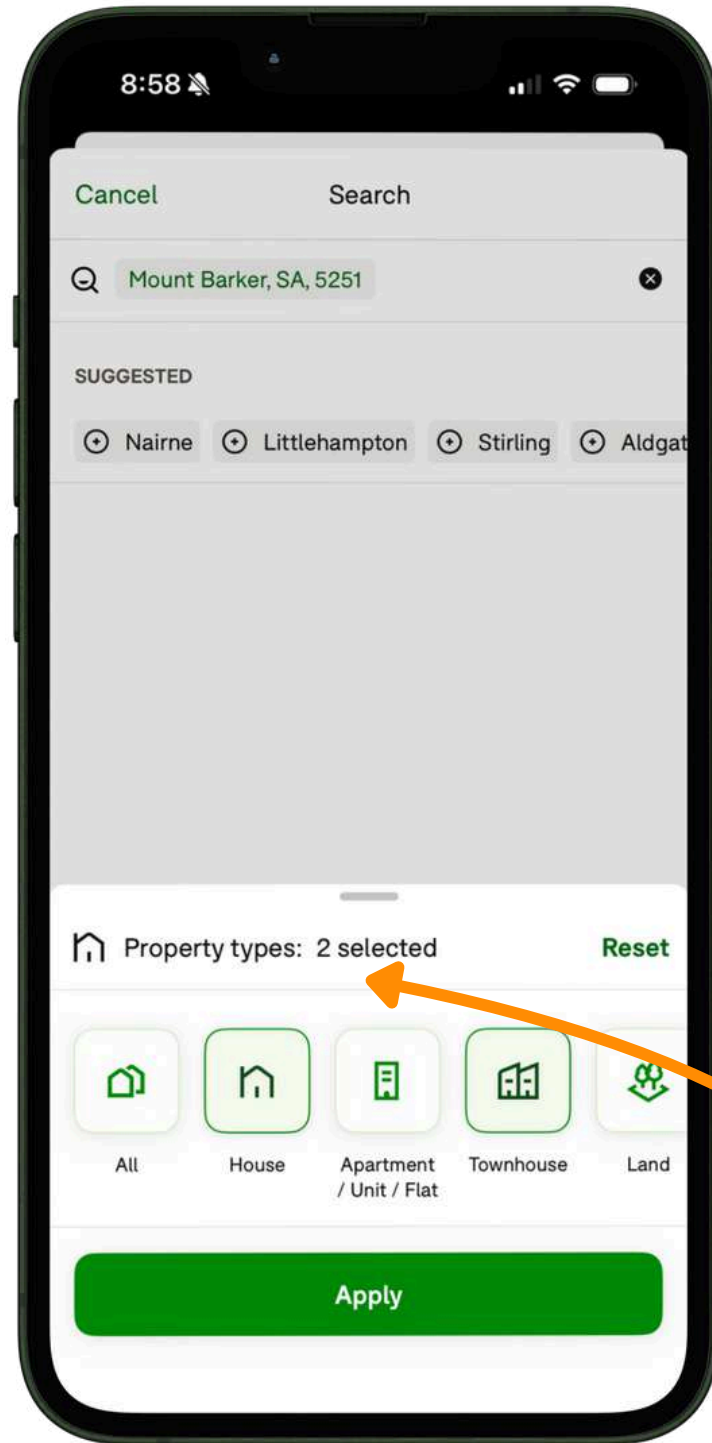 8:58
Cancel Search
Mount Barker, SA, 5251
SUGGESTED
Nairne Littlehampton Stirling Aldgat
Property types: 2 selected Reset
All House Apartment / Unit / Flat Townhouse Land
Apply